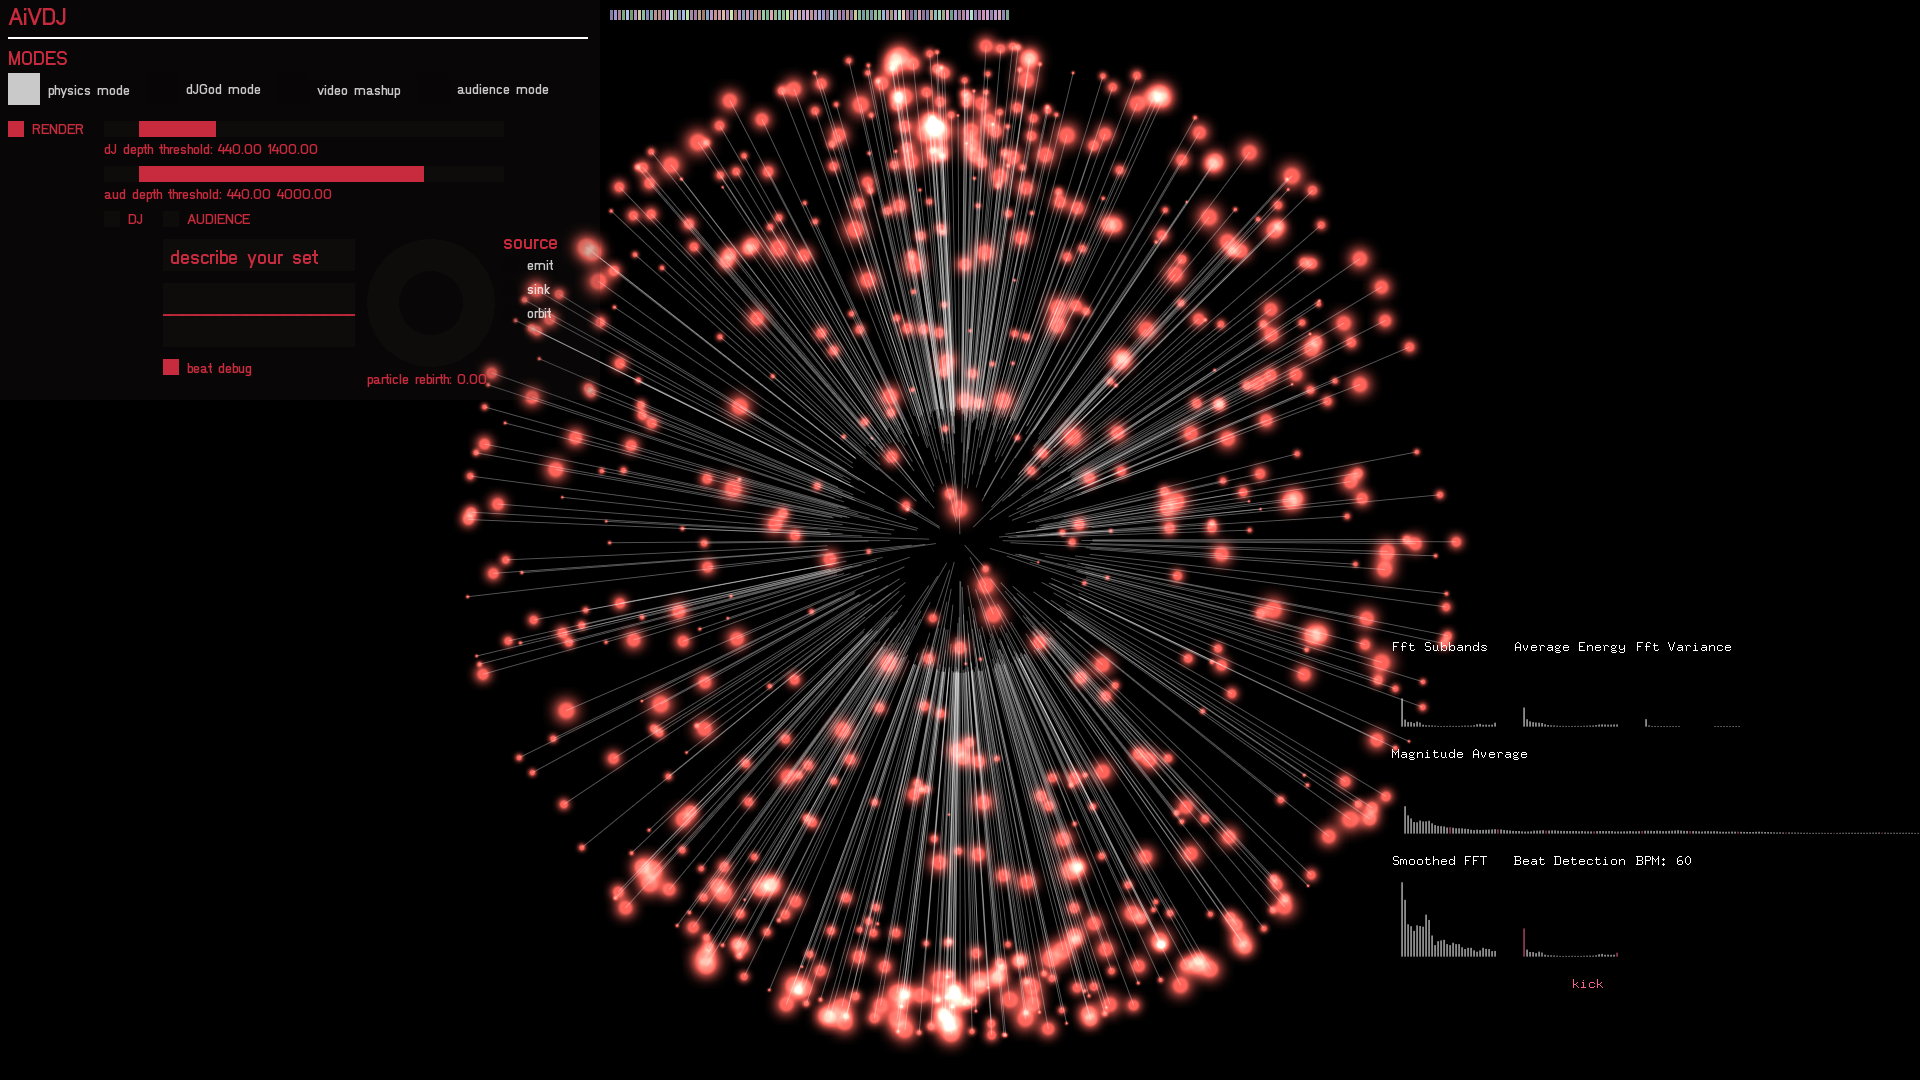 AiVDJ
MODES
physics mode dJGod mode video mashup audience mode
RENDER
dJ depth threshold: 440.00 1400.00
aud depth threshold: 440.00 4000.00
DJ AUDIENCE
describe your set
source
emit
sink
orbit
beat debug
particle rebirth: 0.00
Fft Subbands Average Energy Fft Variance
Magnitude Average
Smoothed FFT Beat Detection BPM: 60
kick